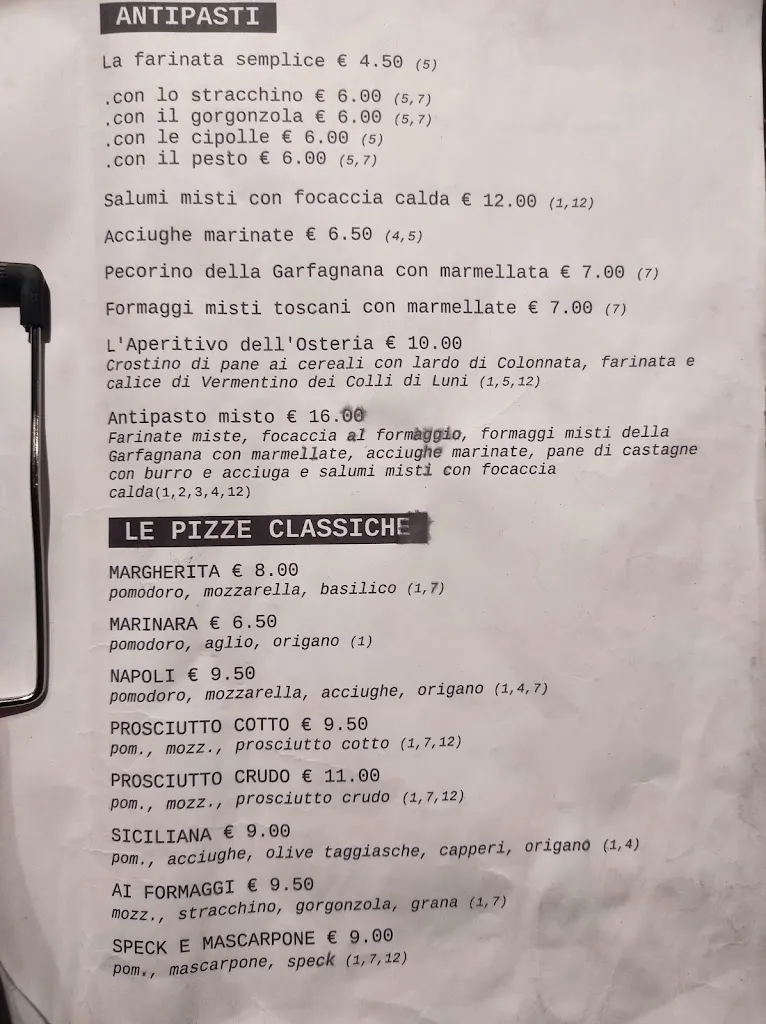 ANTIPASTI
La farinata semplice € 4.50 (5)
.con lo stracchino € 6.00 (5,7)
.con il gorgonzola € 6.00 (5,7)
.con le cipolle € 6.00 (5)
.con il pesto € 6.00 (5,7)
Salumi misti con focaccia calda € 12.00 (1,12)
Acciughe marinate € 6.50 (4,5)
Pecorino della Garfagnana con marmellata € 7.00 (7)
Formaggi misti toscani con marmellate € 7.00 (7)
L'Aperitivo dell'Osteria € 10.00
Crostino di pane ai cereali con lardo di Colonnata, farinata e
calice di Vermentino dei Colli di Luni (1,5,12)
Antipasto misto € 16.00
Farinate miste, focaccia al formaggio, formaggi misti della
Garfagnana con marmellate, acciughe marinate, pane di castagne
con burro e acciuga e salumi misti con focaccia
calda(1,2,3,4,12)
LE PIZZE CLASSICHE
MARGHERITA € 8.00
pomodoro, mozzarella, basilico (1,7)
MARINARA € 6.50
pomodoro, aglio, origano (1)
NAPOLI € 9.50
pomodoro, mozzarella, acciughe, origano (1,4,7)
PROSCIUTTO COTTO € 9.50
pom., mozz., prosciutto cotto (1,7,12)
PROSCIUTTO CRUDO € 11.00
pom., mozz., prosciutto crudo (1,7,12)
SICILIANA € 9.00
pom., acciughe, olive taggiasche, capperi, origano (1,4)
AI FORMAGGI € 9.50
mozz., stracchino, gorgonzola, grana (1,7)
SPECK E MASCARPONE € 9.00
pom., mascarpone, speck (1,7,12)